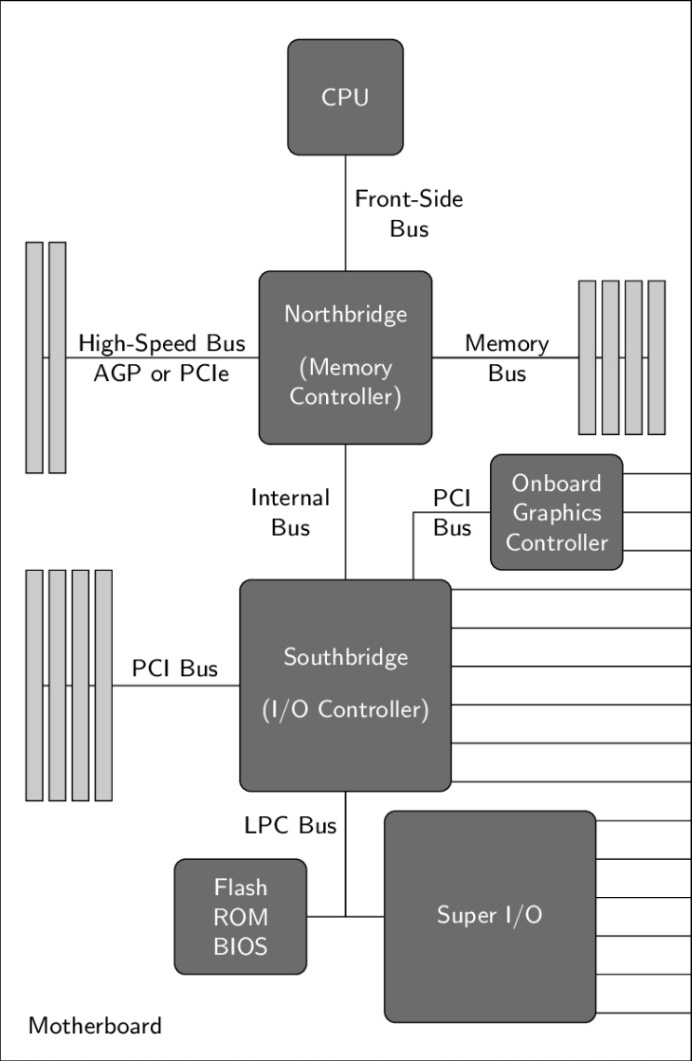 CPU
Front-Side
Bus
Northbridge
(Memory
Controller)
High-Speed Bus
AGP or PCIe
Memory
Bus
Internal
Bus
PCI
Bus
Onboard
Graphics
Controller
Southbridge
(I/O Controller)
PCI Bus
LPC Bus
Flash
ROM
BIOS
Super I/O
Motherboard